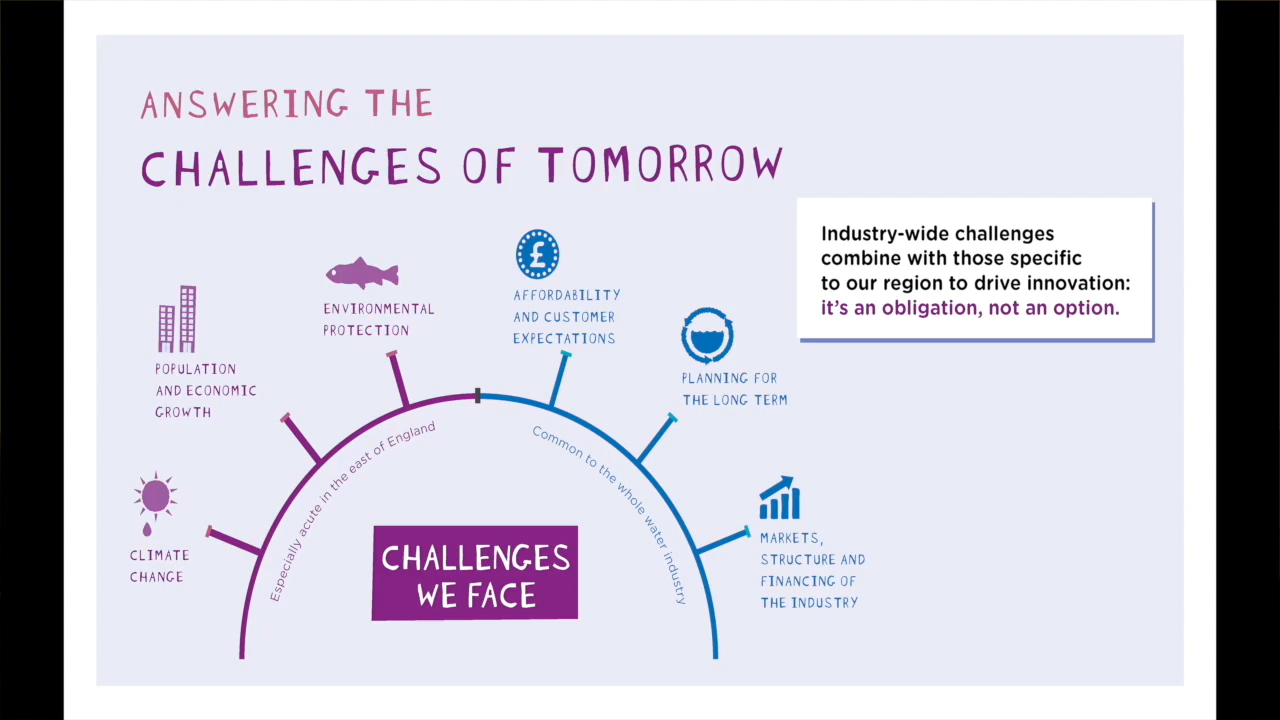 ANSWERING THE
CHALLENGES OF TOMORROW
Industry-wide challenges
combine with those specific
to our region to drive innovation:
it's an obligation, not an option.
CLIMATE
CHANGE
POPULATION
AND ECONOMIC
GROWTH
ENVIRONMENTAL
PROTECTION
£
AFFORDABILITY
AND CUSTOMER
EXPECTATIONS
PLANNING FOR
THE LONG TERM
MARKETS,
STRUCTURE AND
FINANCING OF
THE INDUSTRY
Especially acute in the east of England
Common to the whole water industry
CHALLENGES
WE FACE